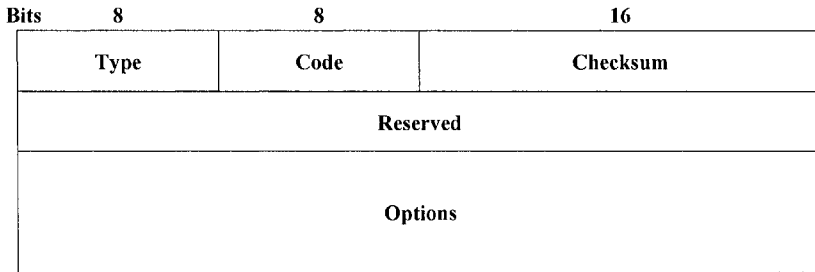 Bits 8 8 16
Type Code Checksum
Reserved
Options